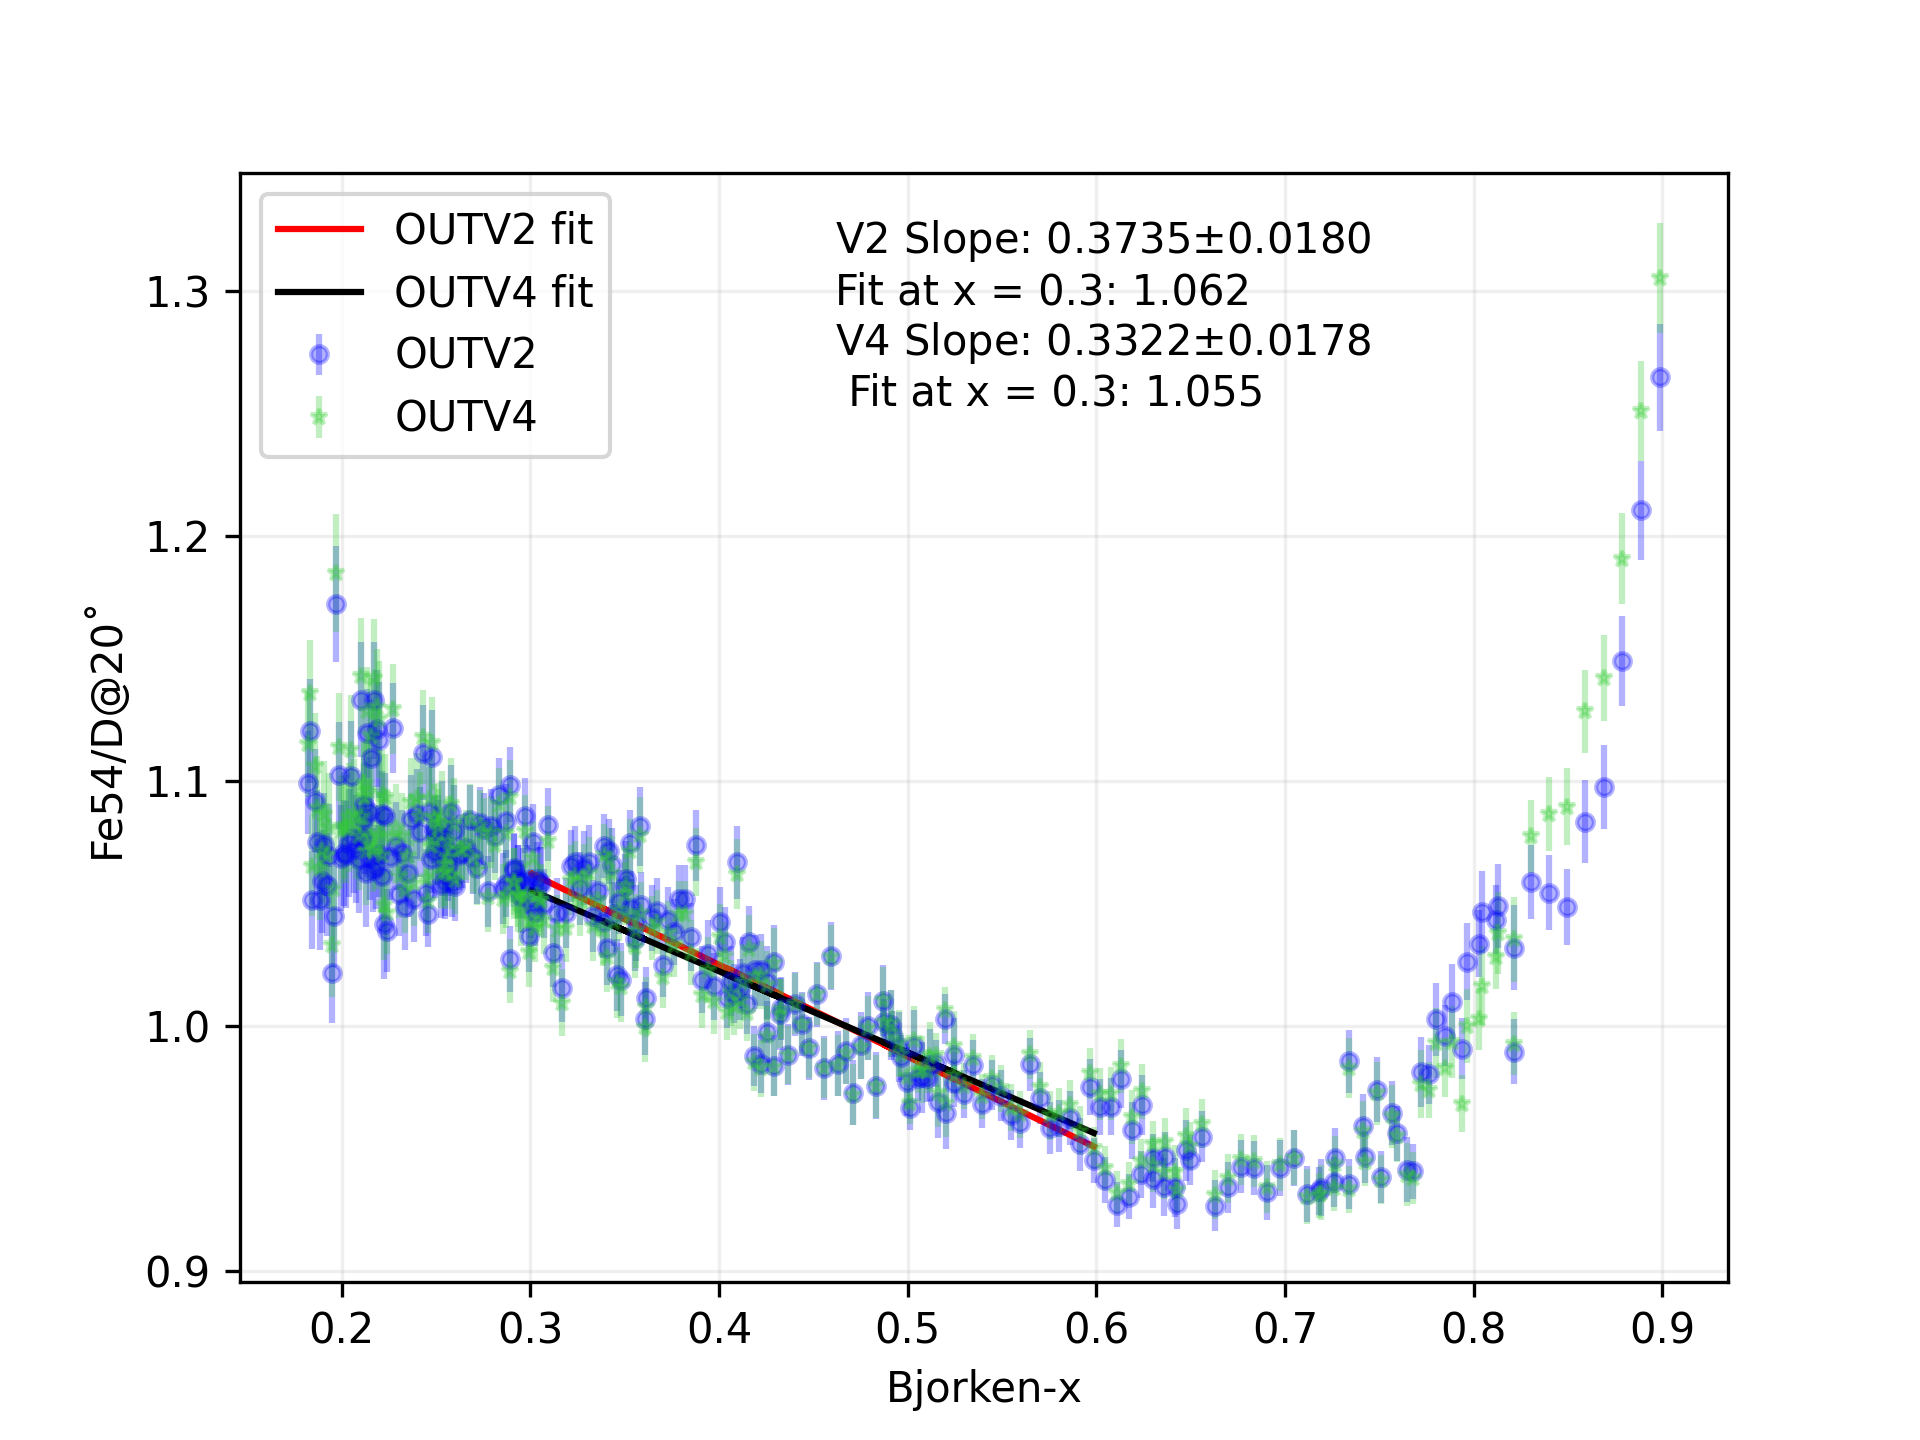 OUTV2 fit
OUTV4 fit
OUTV2
OUTV4
V2 Slope: 0.3735±0.0180
Fit at x = 0.3: 1.062
V4 Slope: 0.3322±0.0178
Fit at x = 0.3: 1.055
1.3
1.2
1.1
1.0
0.9
Fe54/D@20°
0.2 0.3 0.4 0.5 0.6 0.7 0.8 0.9
Bjorken-x